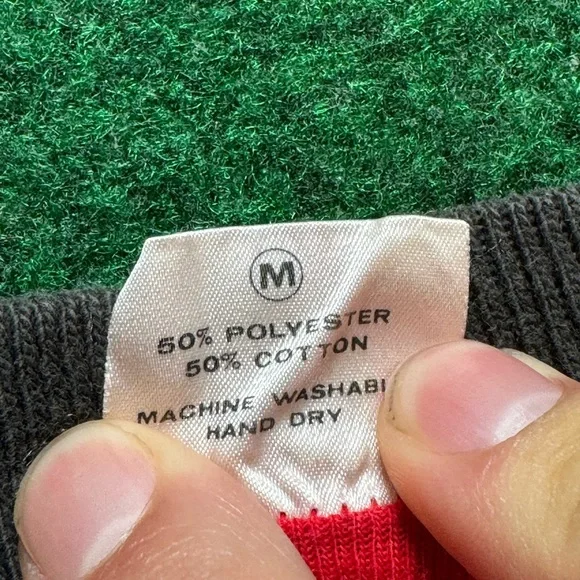 M
50% POLYESTER
50% COTTON
MACHINE WASHABL
HAND DRY